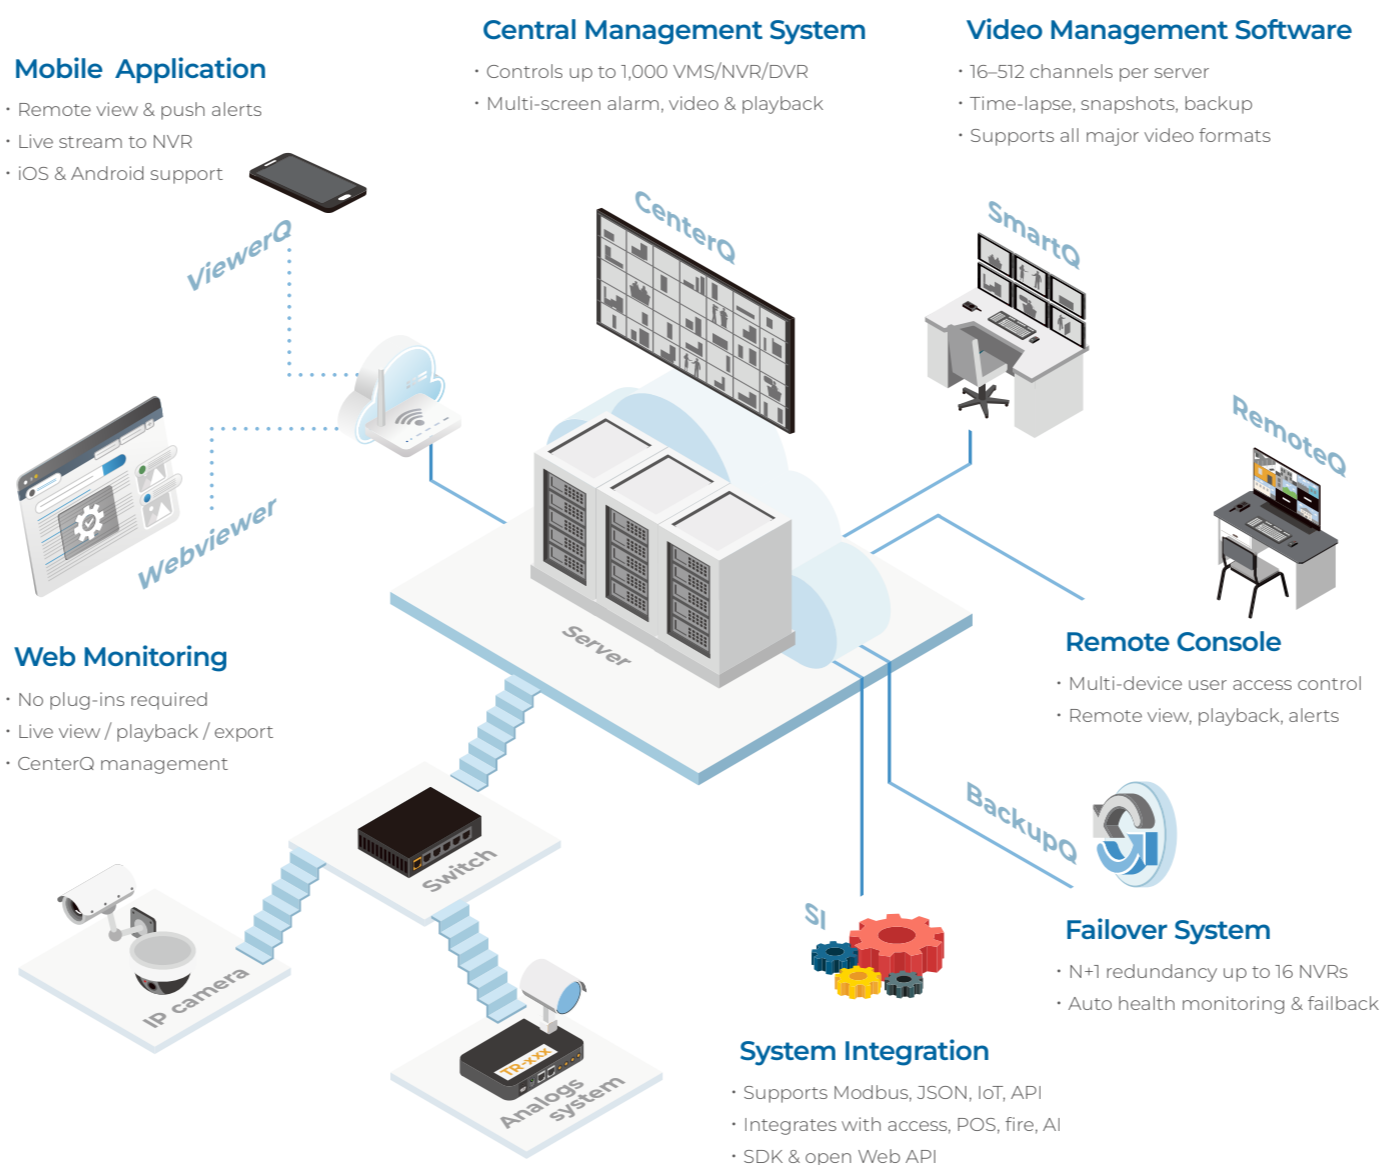 Mobile Application
· Remote view & push alerts
· Live stream to NVR
· iOS & Android support
ViewerQ
Central Management System
· Controls up to 1,000 VMS/NVR/DVR
· Multi-screen alarm, video & playback
CenterQ
Video Management Software
· 16–512 channels per server
· Time-lapse, snapshots, backup
· Supports all major video formats
SmartQ
RemoteQ
Webviewer
Server
Web Monitoring
· No plug-ins required
· Live view / playback / export
· CenterQ management
Remote Console
· Multi-device user access control
· Remote view, playback, alerts
Switch
IP camera
TR-xxx
Analogs
system
BackupQ
Failover System
· N+1 redundancy up to 16 NVRs
· Auto health monitoring & failback
SI
System Integration
· Supports Modbus, JSON, IoT, API
· Integrates with access, POS, fire, AI
· SDK & open Web API